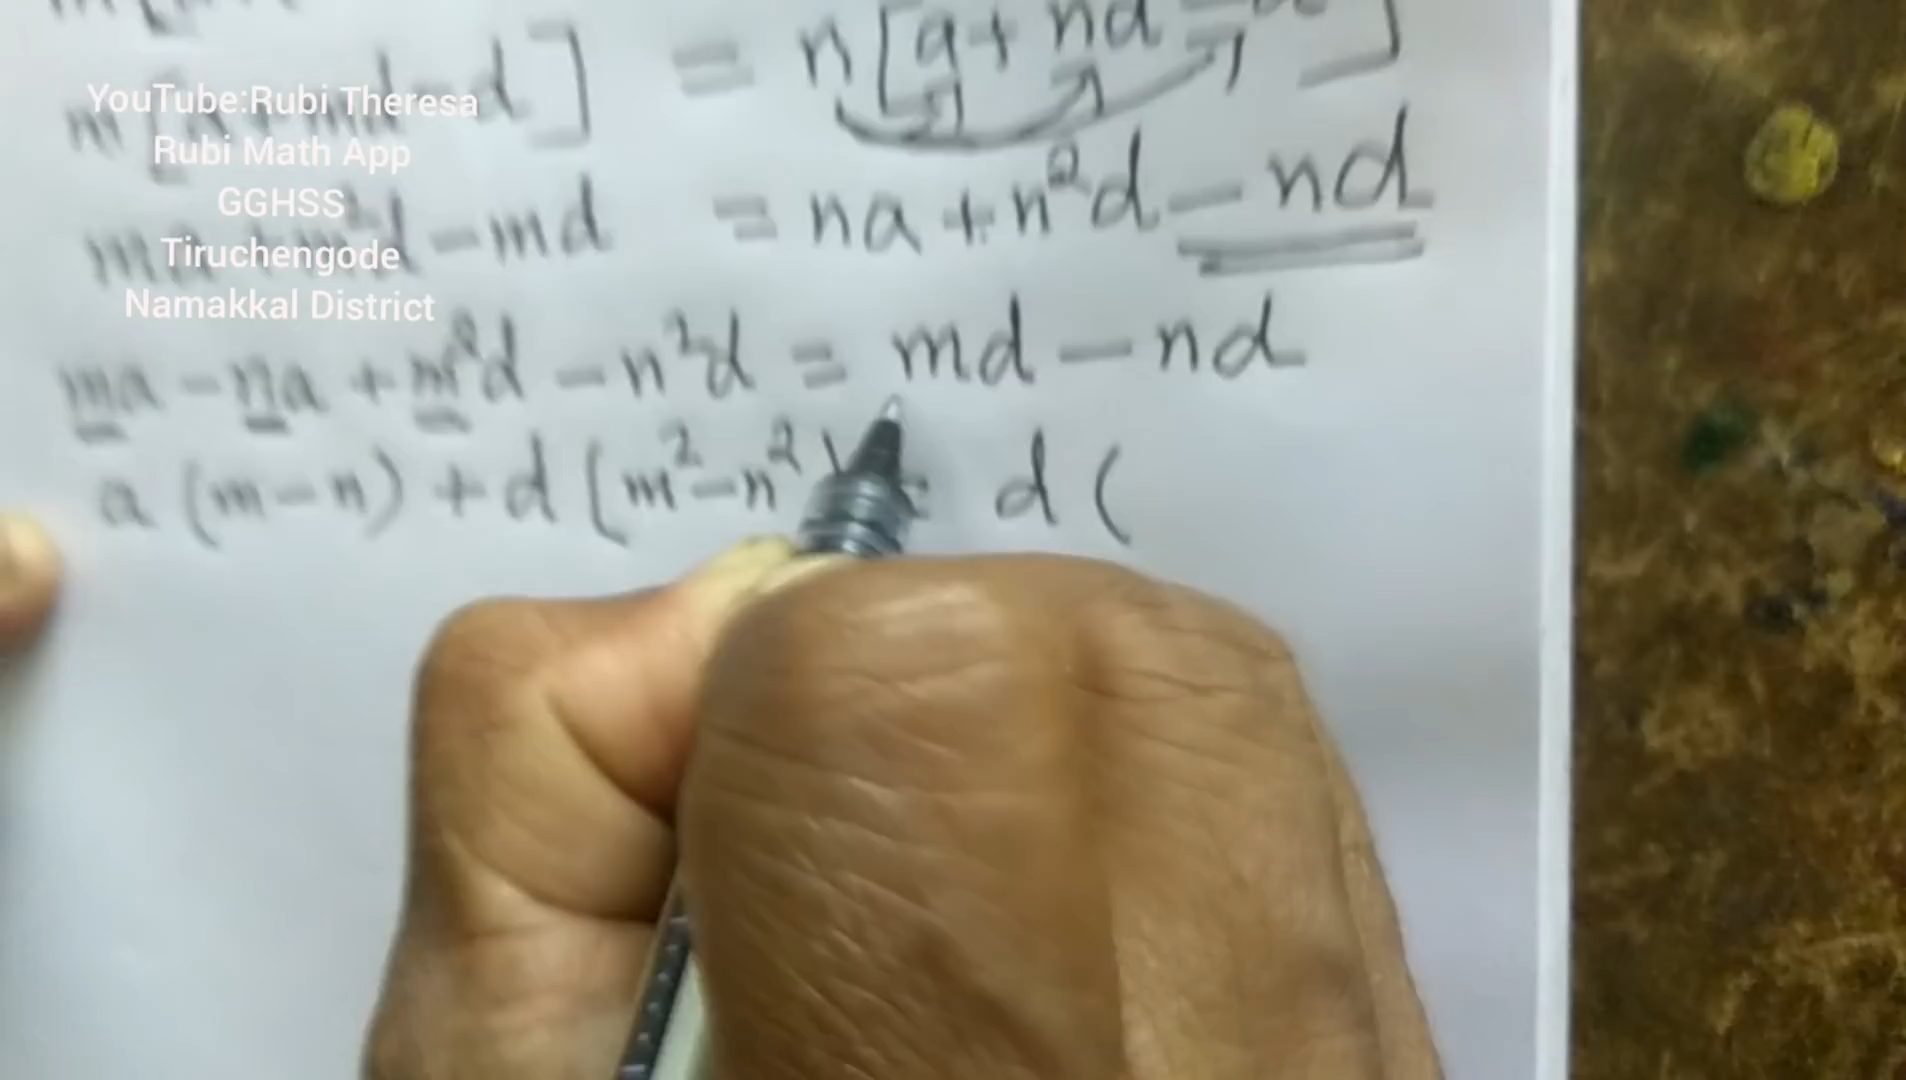 = n[a + nd
YouTube:Rubi Theresa
Rubi Math App
GGHSS
Tiruchengode
Namakkal District
- md = na + n²d - nd
ma - na + m²d - n²d = md - nd
a (m - n) + d (m² - n²) = d (